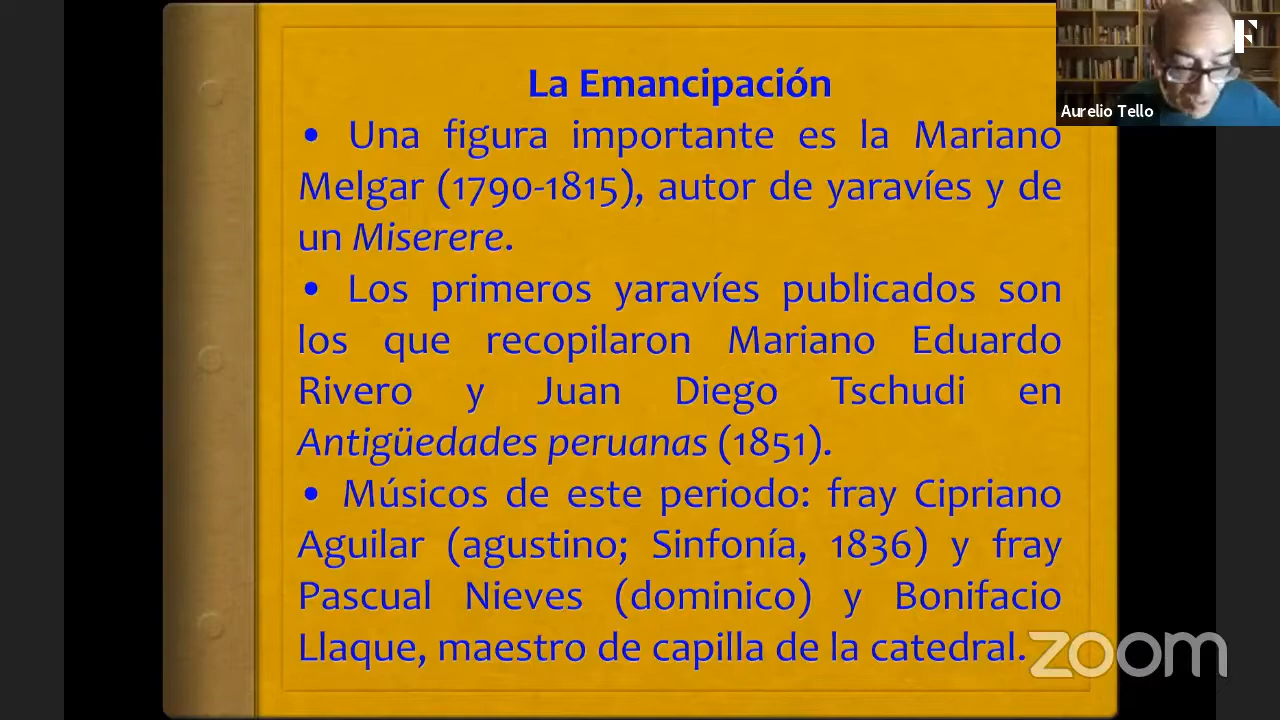 La Emancipación
• Una figura importante es la Mariano
Melgar (1790-1815), autor de yaravíes y de
un Miserere.
• Los primeros yaravíes publicados son
los que recopilaron Mariano Eduardo
Rivero y Juan Diego Tschudi en
Antigüedades peruanas (1851).
• Músicos de este periodo: fray Cipriano
Aguilar (agustino; Sinfonía, 1836) y fray
Pascual Nieves (dominico) y Bonifacio
Llaque, maestro de capilla de la catedral.
Aurelio Tello
zoom